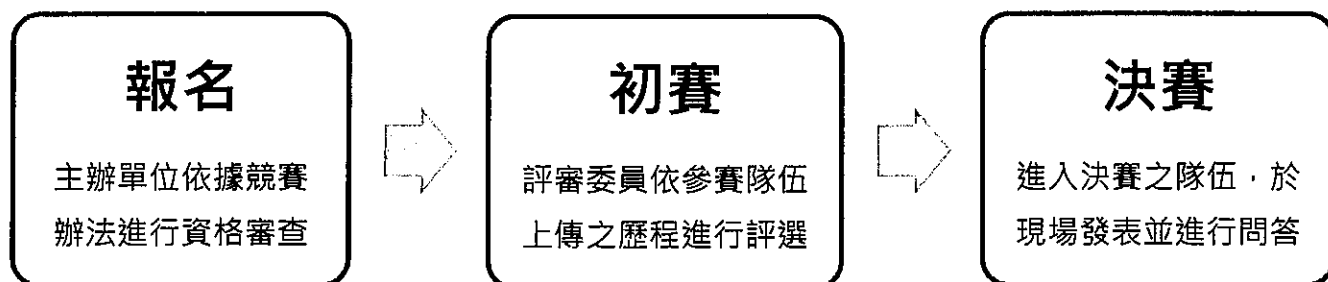 報名
主辦單位依據競賽
辦法進行資格審查
初賽
評審委員依參賽隊伍
上傳之歷程進行評選
決賽
進入決賽之隊伍，於
現場發表並進行問答